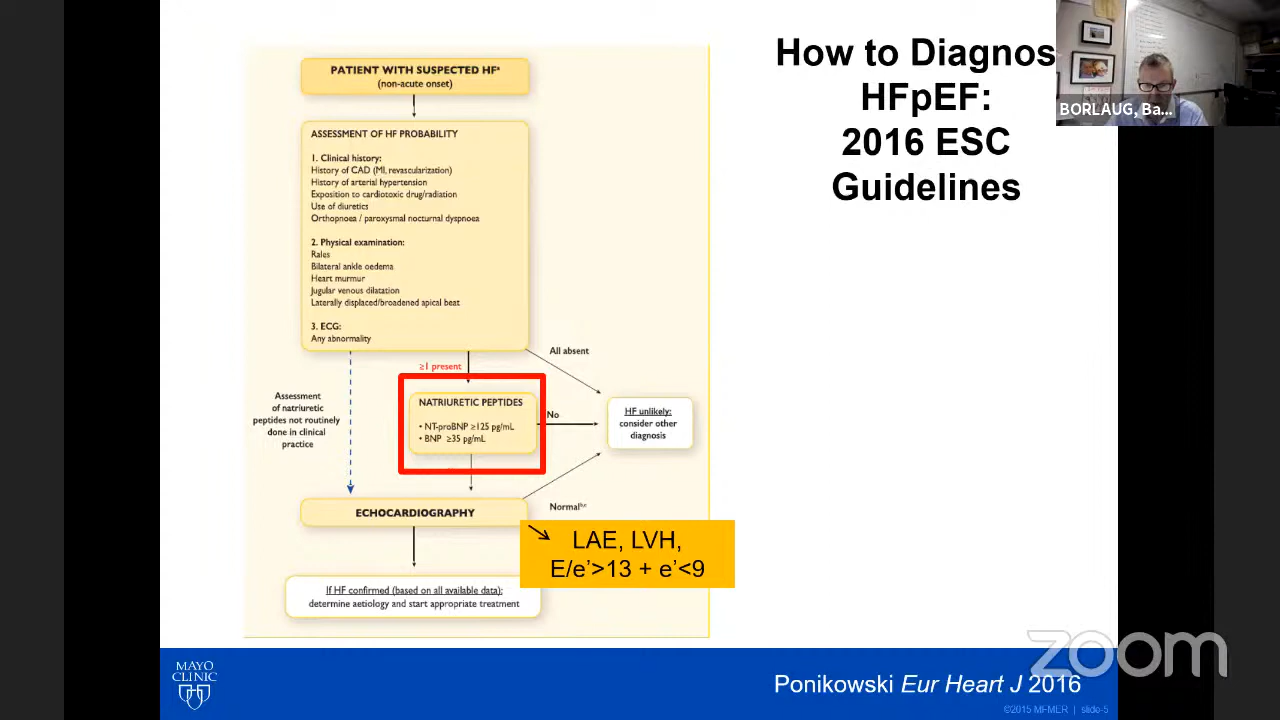 How to Diagnos
HFpEF:
2016 ESC
Guidelines
BORLAUG, Ba...
PATIENT WITH SUSPECTED HFª
(non-acute onset)
ASSESSMENT OF HF PROBABILITY
1. Clinical history:
History of CAD (MI, revascularization)
History of arterial hypertension
Exposition to cardiotoxic drug/radiation
Use of diuretics
Orthopnoea / paroxysmal nocturnal dyspnoea
2. Physical examination:
Rales
Bilateral ankle oedema
Heart murmur
Jugular venous dilatation
Laterally displaced/broadened apical beat
3. ECG:
Any abnormality
≥1 present
All absent
Assessment
of natriuretic
peptides not routinely
done in clinical
practice
NATRIURETIC PEPTIDES
• NT-proBNP ≥125 pg/mL
• BNP ≥35 pg/mL
No
HF unlikely:
consider other
diagnosis
ECHOCARDIOGRAPHY
Normal
LAE, LVH,
E/e’>13 + e’<9
If HF confirmed (based on all available data):
determine aetiology and start appropriate treatment
zoom
MAYO
CLINIC
Ponikowski Eur Heart J 2016
©2015 MFMER | slide-5